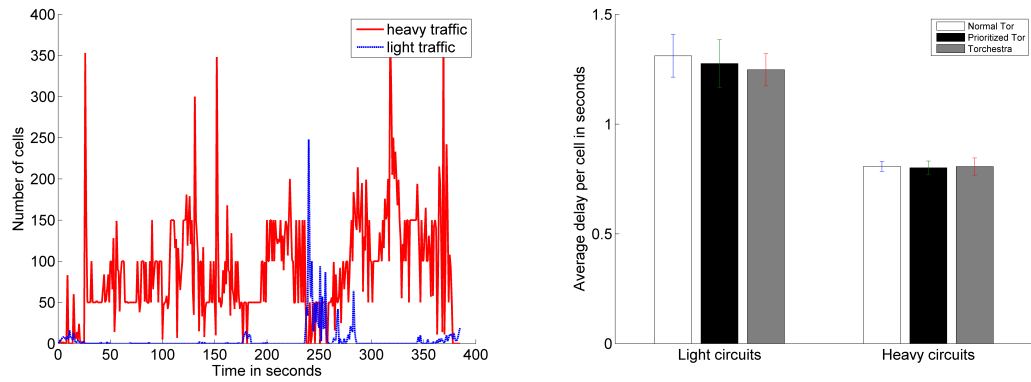 400
350
300
250
200
150
100
50
0
Number of cells
heavy traffic
light traffic
0 50 100 150 200 250 300 350 400
Time in seconds
1.5
1
0.5
0
Average delay per cell in seconds
Normal Tor
Prioritized Tor
Torchestra
Light circuits Heavy circuits